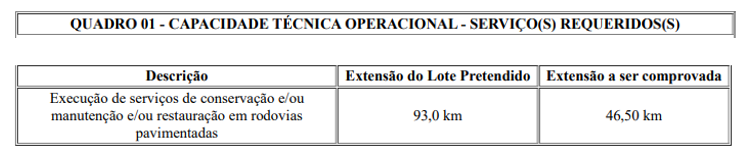 QUADRO 01 - CAPACIDADE TÉCNICA OPERACIONAL - SERVIÇO(S) REQUERIDOS(S)
Descrição Extensão do Lote Pretendido Extensão a ser comprovada
Execução de serviços de conservação e/ou
manutenção e/ou restauração em rodovias
pavimentadas
93,0 km
46,50 km